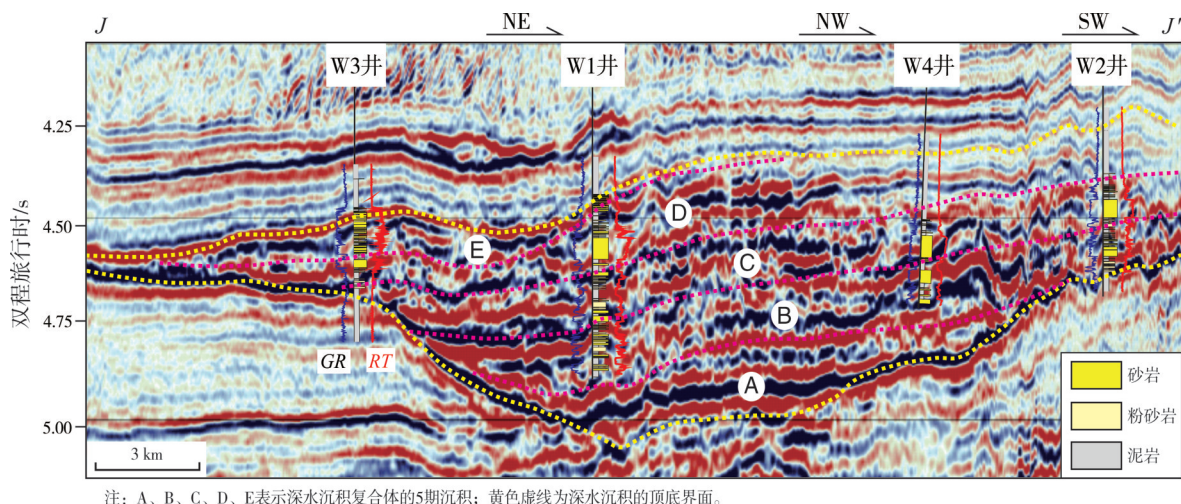 J NE NW SW J'
W3井 W1井 W4井 W2井
4.25
4.50
4.75
5.00
双程旅行时/s
D
E
C
B
A
GR RT
3 km
砂岩
粉砂岩
泥岩
注：A、B、C、D、E表示深水沉积复合体的5期沉积；黄色虚线为深水沉积的顶底界面。